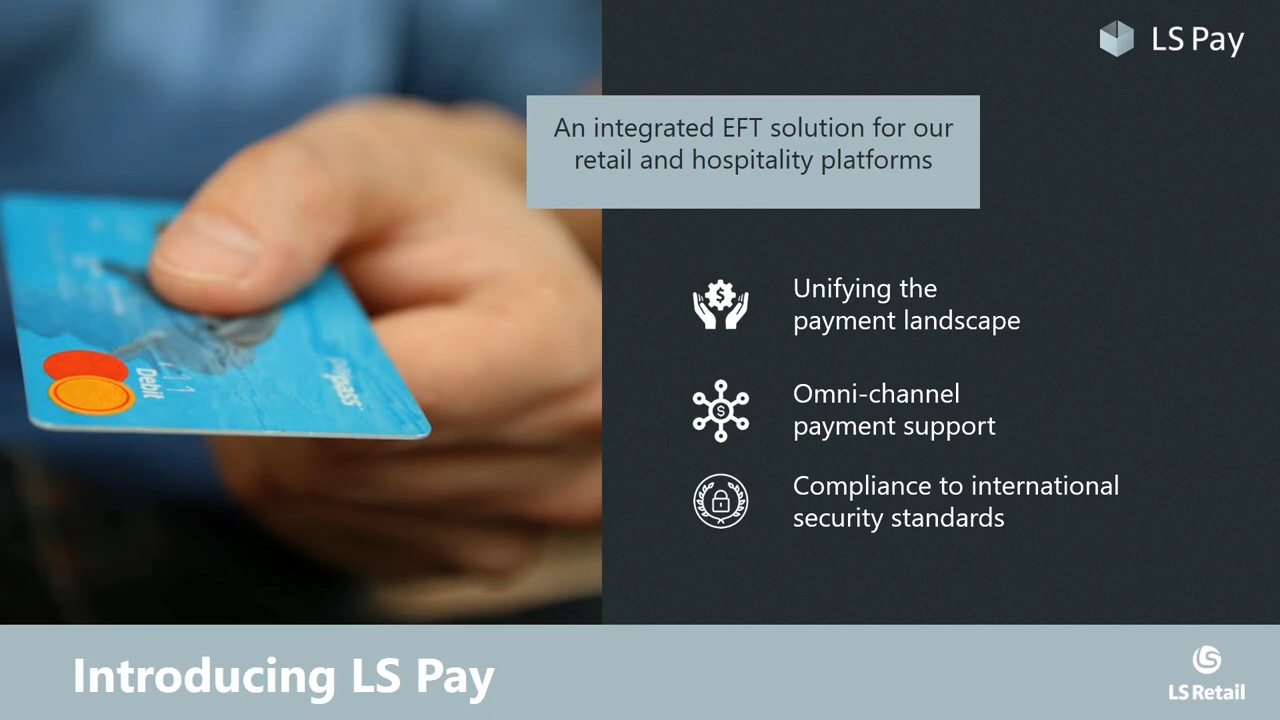 LS Pay
An integrated EFT solution for our
retail and hospitality platforms
Unifying the
payment landscape
Omni-channel
payment support
Compliance to international
security standards
Debit
Introducing LS Pay
LS Retail